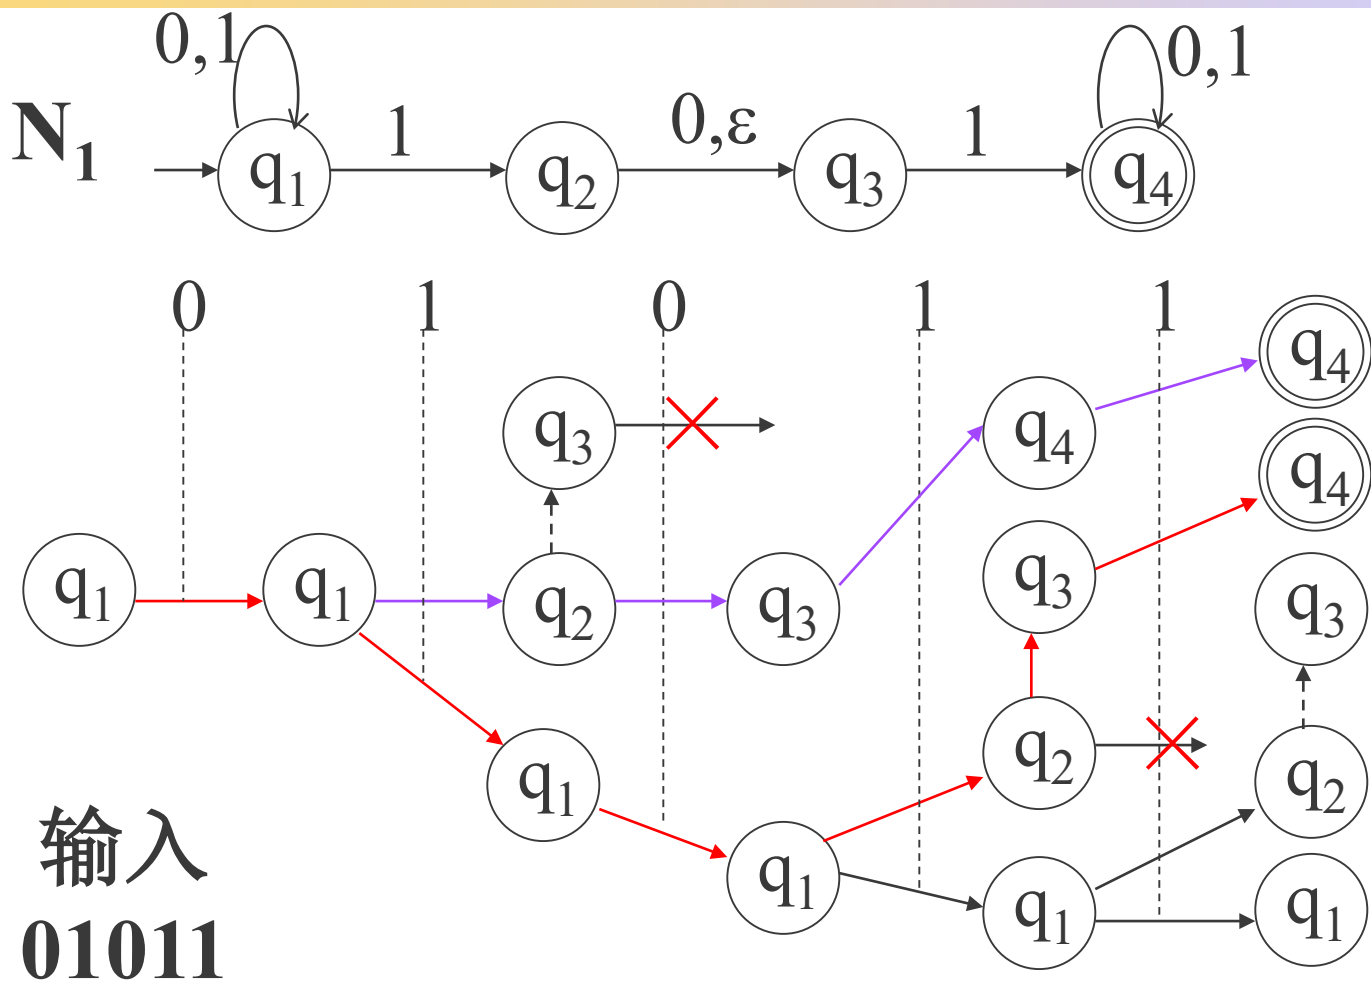 0,1
0,1
N₁
1
0,ε
1
q₁
q₂
q₃
q₄
0
1
0
1
1
q₄
q₃
q₄
q₄
q₁
q₁
q₂
q₃
q₃
q₃
q₁
q₂
q₂
q₁
q₁
q₁
输入
01011